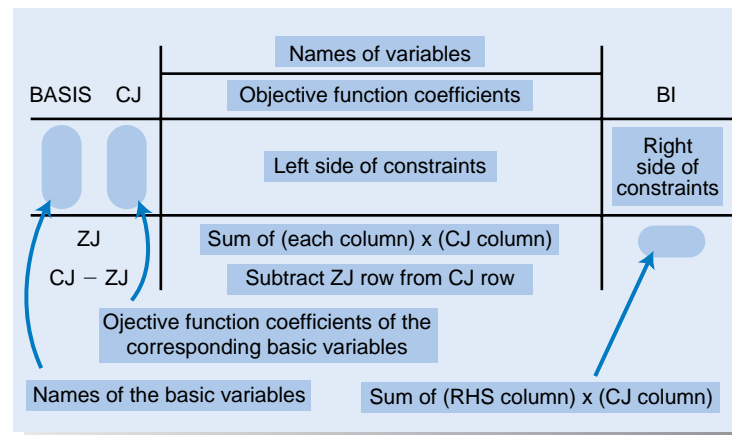 Names of variables
BASIS CJ Objective function coefficients BI
Left side of constraints
Right
side of
constraints
ZJ Sum of (each column) x (CJ column)
CJ − ZJ Subtract ZJ row from CJ row
Ojective function coefficients of the
corresponding basic variables
Names of the basic variables
Sum of (RHS column) x (CJ column)